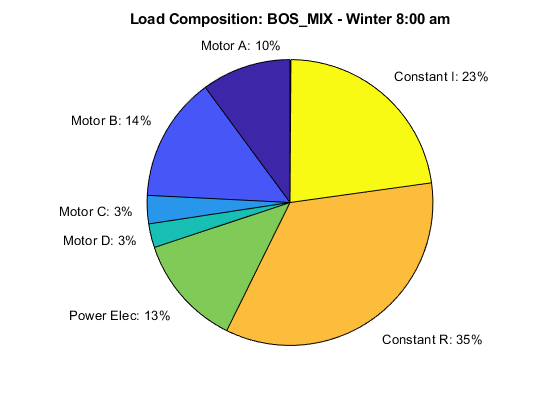 Load Composition: BOS_MIX - Winter 8:00 am
Motor A: 10%
Constant I: 23%
Motor B: 14%
Motor C: 3%
Motor D: 3%
Power Elec: 13%
Constant R: 35%